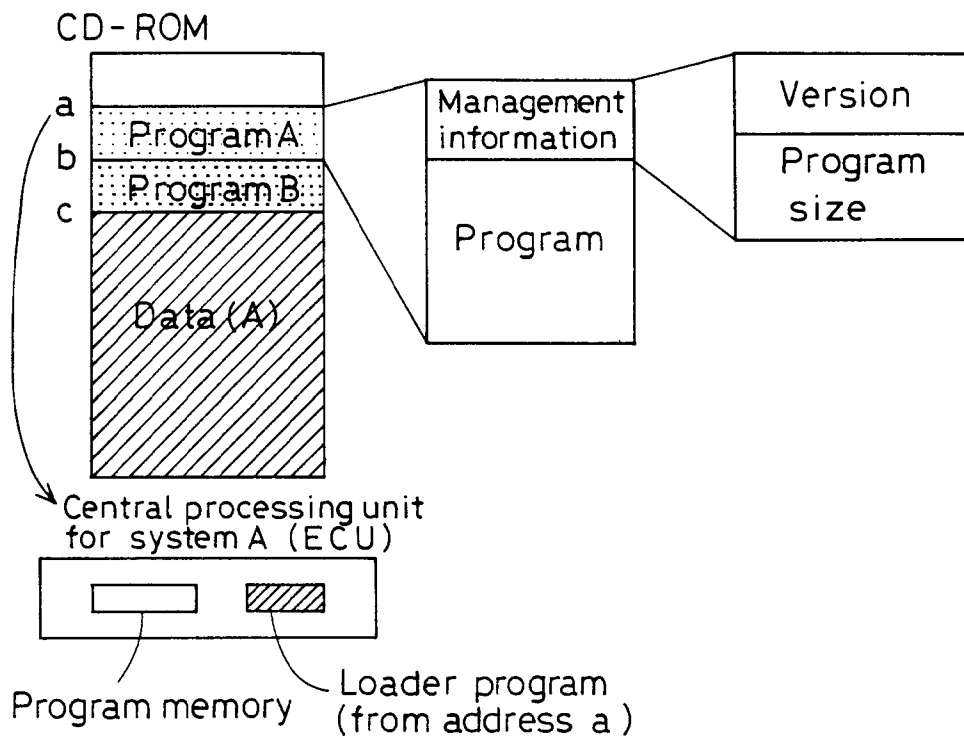 CD-ROM
a
Program A
b
Program B
c
Data (A)
Management
information
Program
Version
Program
size
Central processing unit
for system A (ECU)
Program memory
Loader program
(from address a)